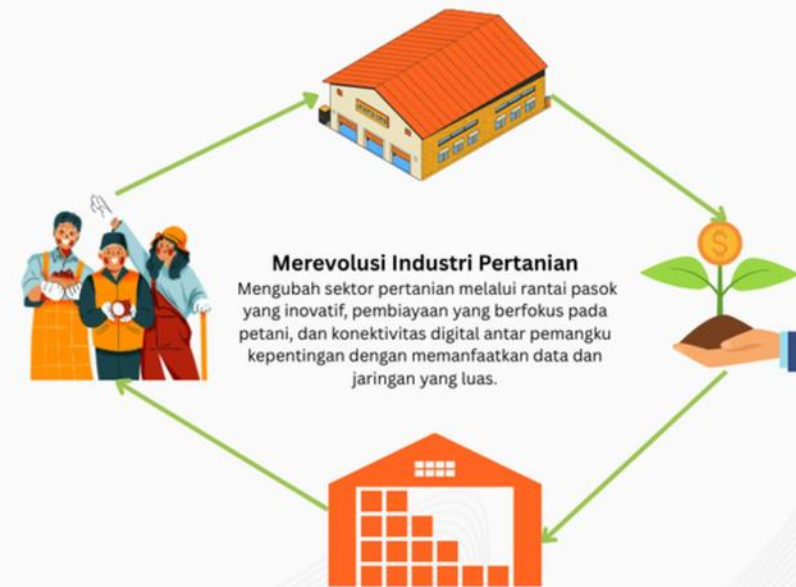 Merevolusi Industri Pertanian
Mengubah sektor pertanian melalui rantai pasok
yang inovatif, pembiayaan yang berfokus pada
petani, dan konektivitas digital antar pemangku
kepentingan dengan memanfaatkan data dan
jaringan yang luas.